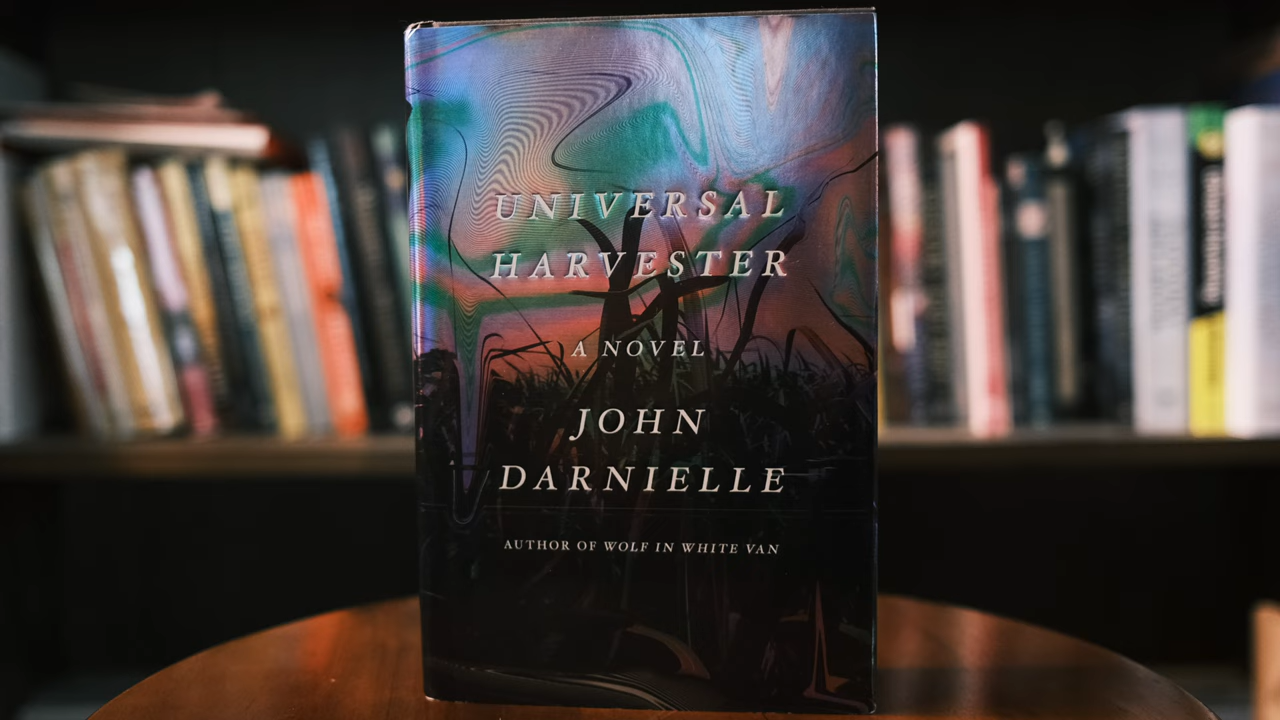 UNIVERSAL
HARVESTER
A NOVEL
JOHN
DARNIELLE
AUTHOR OF WOLF IN WHITE VAN